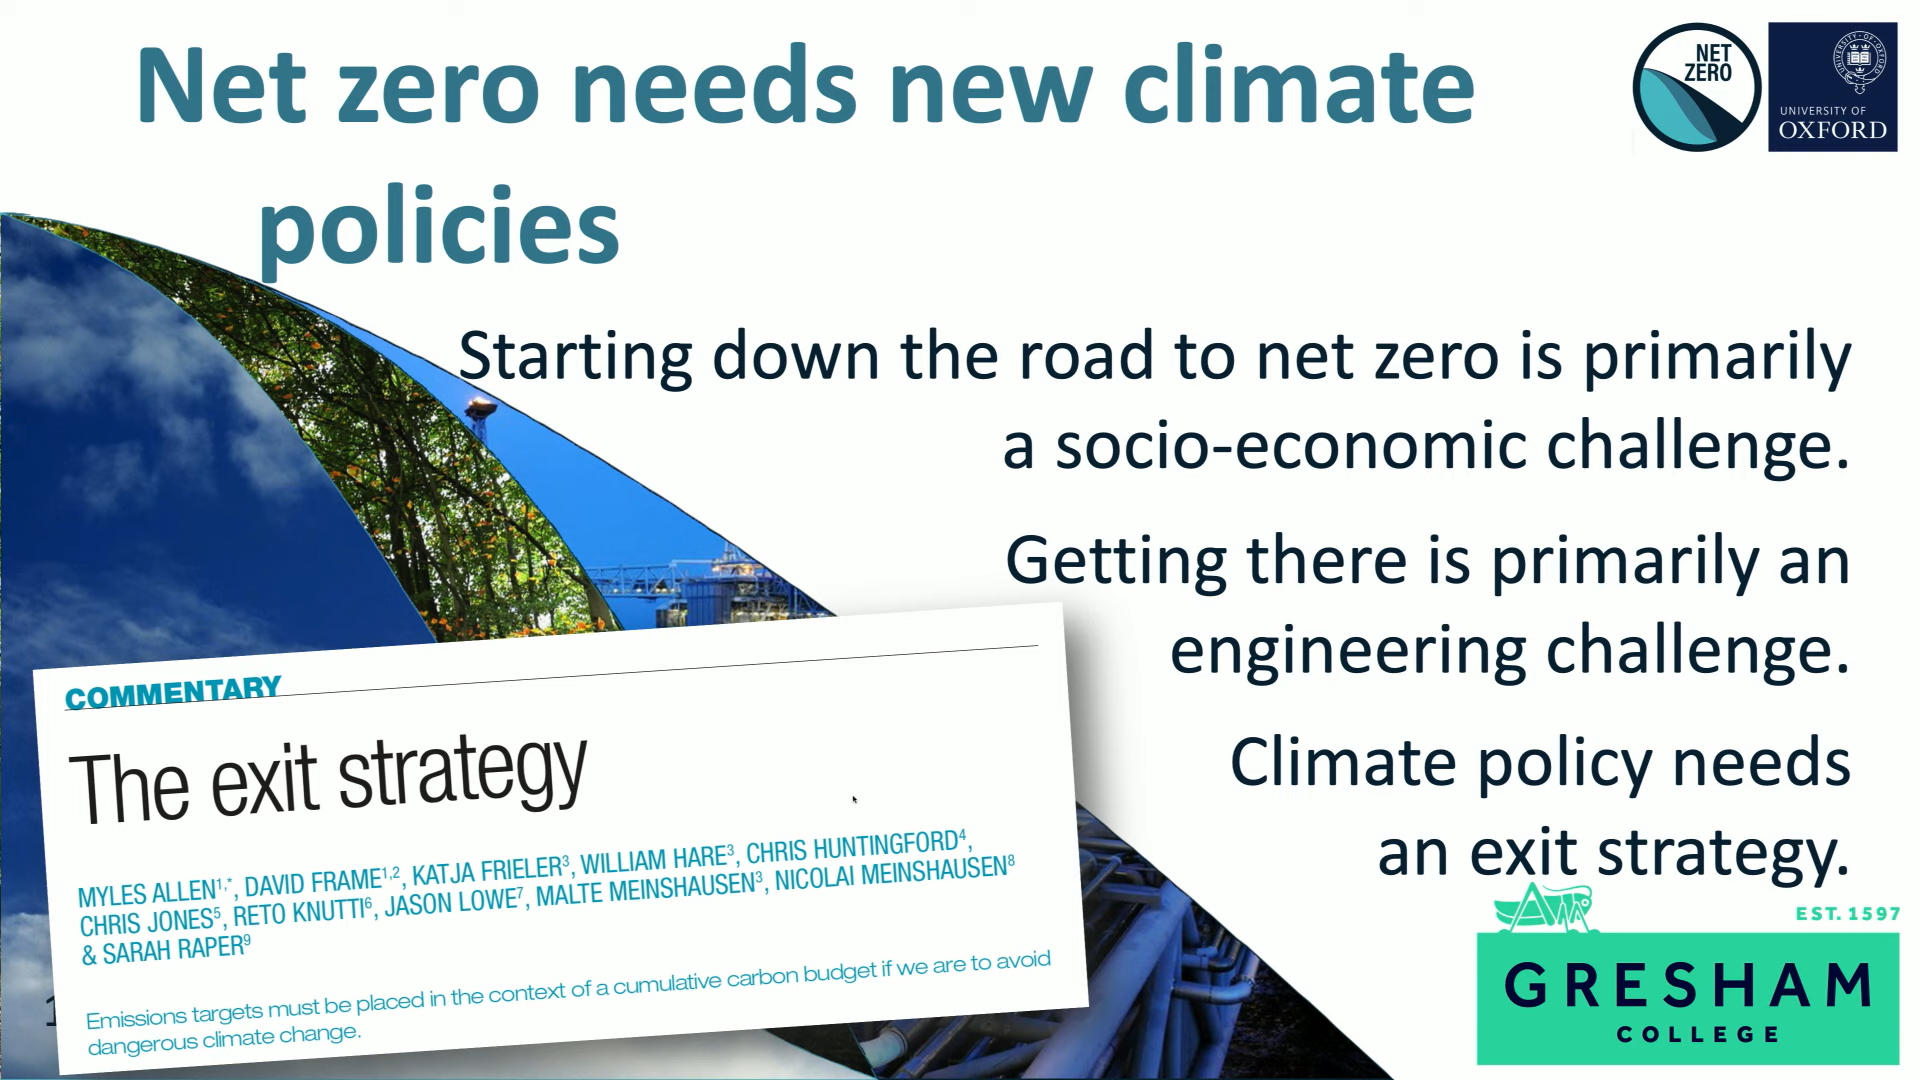 Net zero needs new climate
policies
NET
ZERO
UNIVERSITY OF
OXFORD
Starting down the road to net zero is primarily
a socio-economic challenge.
Getting there is primarily an
engineering challenge.
Climate policy needs
an exit strategy.
COMMENTARY
The exit strategy
MYLES ALLEN¹,*, DAVID FRAME¹,², KATJA FRIELER³, WILLIAM HARE³, CHRIS HUNTINGFORD⁴,
CHRIS JONES⁵, RETO KNUTTI⁶, JASON LOWE⁷, MALTE MEINSHAUSEN³, NICOLAI MEINSHAUSEN⁸
& SARAH RAPER⁹
Emissions targets must be placed in the context of a cumulative carbon budget if we are to avoid
dangerous climate change.
EST. 1597
GRESHAM
COLLEGE